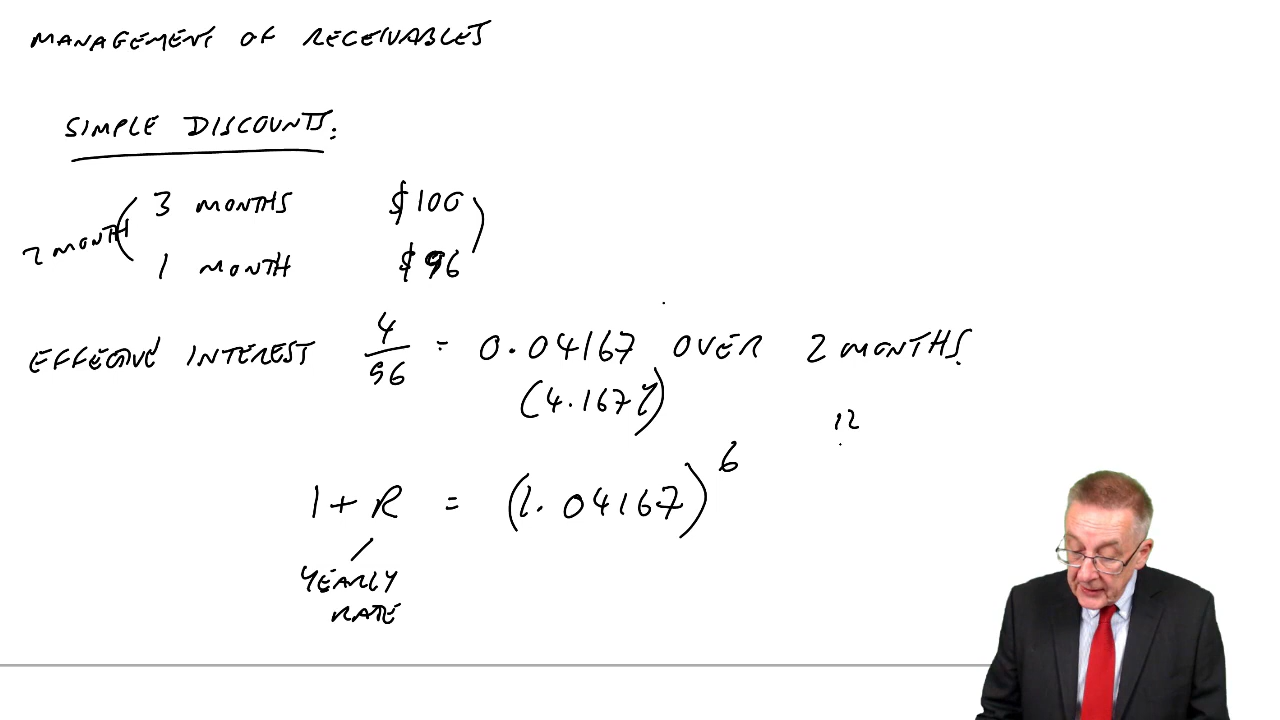 MANAGEMENT OF RECEIVABLES
SIMPLE DISCOUNTS:
3 MONTHS $100
2 MONTH
1 MONTH $96
EFFECTIVE INTEREST 4/96 = 0.04167 OVER 2 MONTHS.
(4.167%)
12
1 + R = (1.04167)^6
YEARLY
RATE